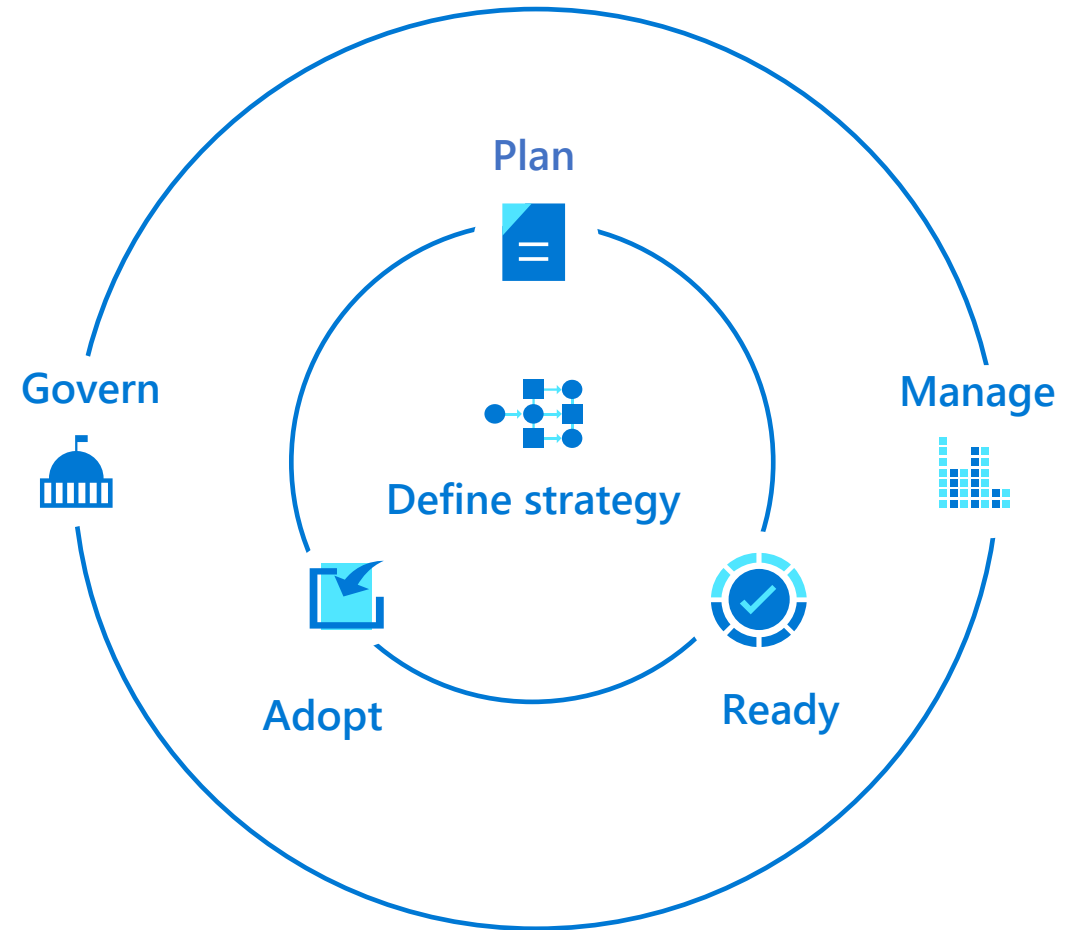 Plan
Govern
Manage
Define strategy
Adopt
Ready